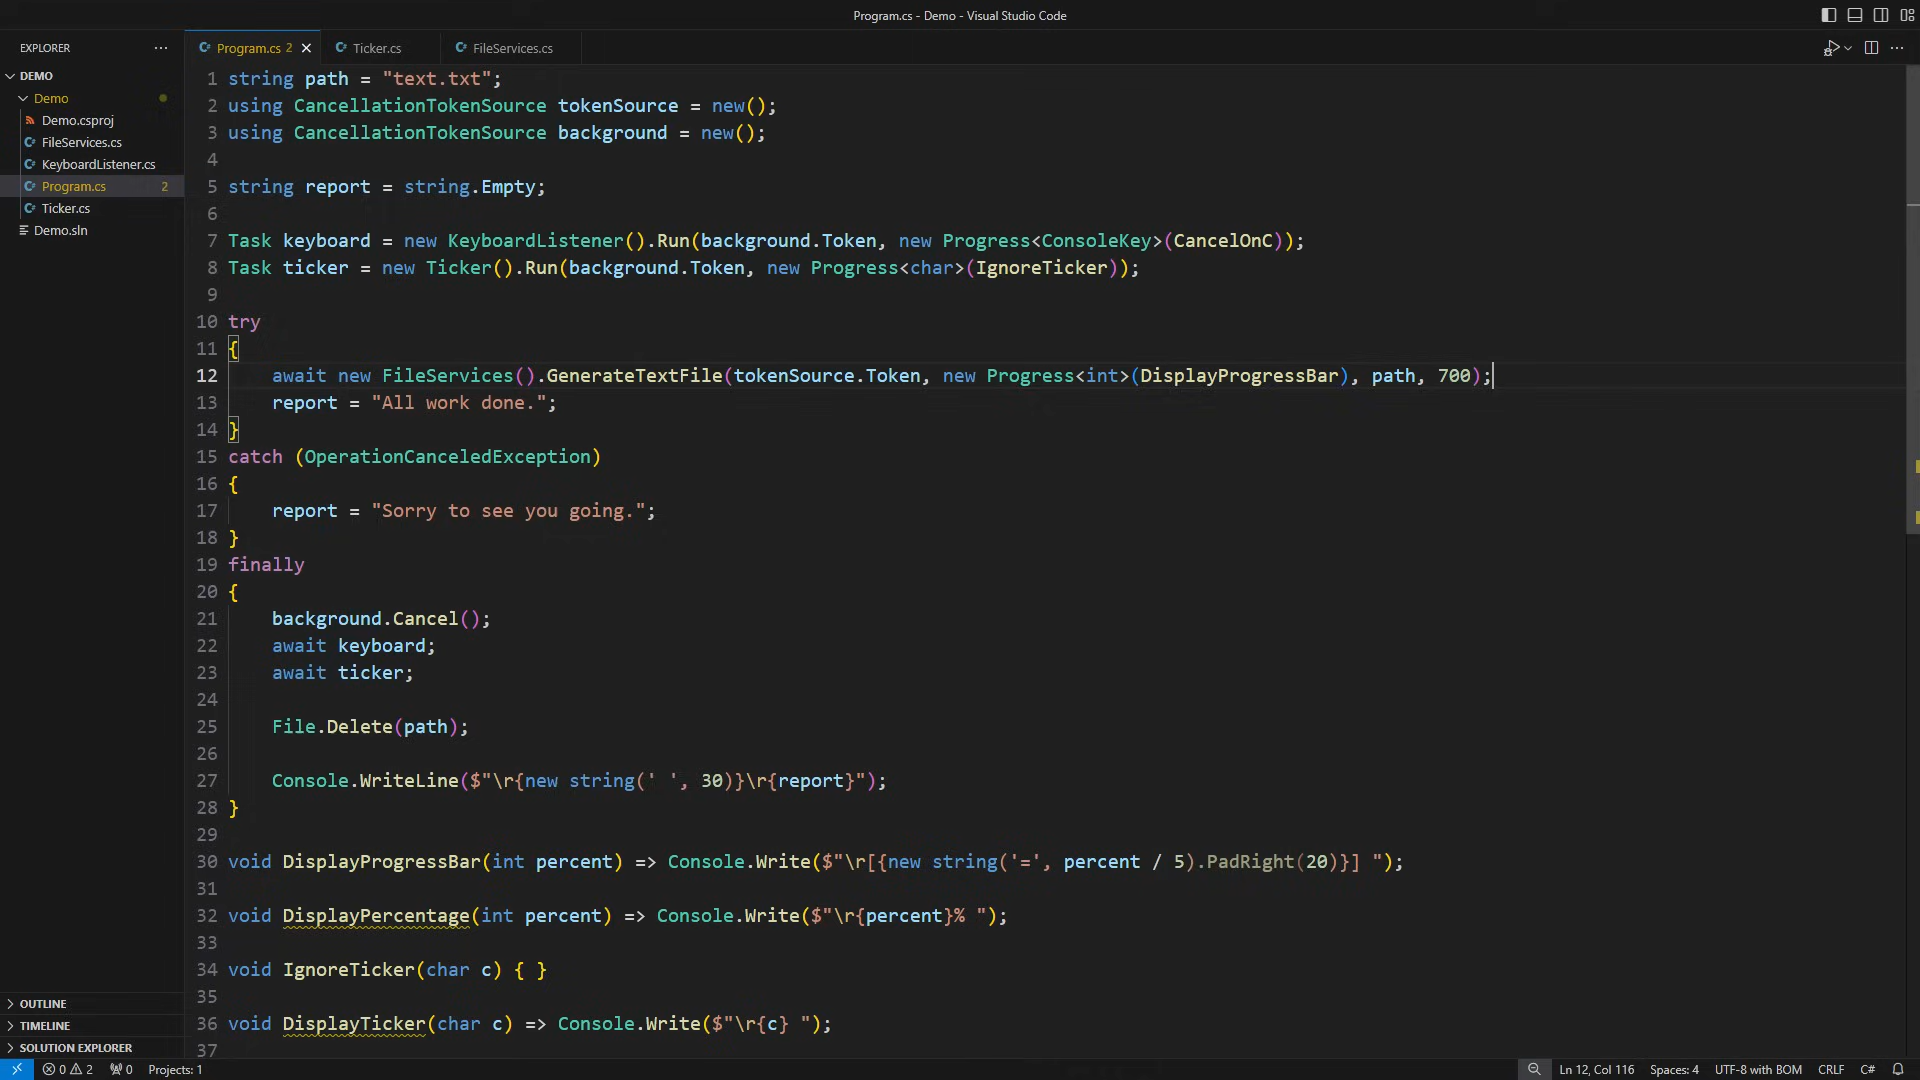 Program.cs - Demo - Visual Studio Code
EXPLORER
Program.cs 2
Ticker.cs
FileServices.cs
DEMO
Demo
Demo.csproj
FileServices.cs
KeyboardListener.cs
Program.cs 2
Ticker.cs
Demo.sln
OUTLINE
TIMELINE
SOLUTION EXPLORER
1 string path = "text.txt";
2 using CancellationTokenSource tokenSource = new();
3 using CancellationTokenSource background = new();
4
5 string report = string.Empty;
6
7 Task keyboard = new KeyboardListener().Run(background.Token, new Progress<ConsoleKey>(CancelOnC));
8 Task ticker = new Ticker().Run(background.Token, new Progress<char>(IgnoreTicker));
9
10 try
11 {
12     await new FileServices().GenerateTextFile(tokenSource.Token, new Progress<int>(DisplayProgressBar), path, 700);
13     report = "All work done.";
14 }
15 catch (OperationCanceledException)
16 {
17     report = "Sorry to see you going.";
18 }
19 finally
20 {
21     background.Cancel();
22     await keyboard;
23     await ticker;
24
25     File.Delete(path);
26
27     Console.WriteLine($"\r{new string(' ', 30)}\r{report}");
28 }
29
30 void DisplayProgressBar(int percent) => Console.Write($"\r[{new string('=', percent / 5).PadRight(20)}] ");
31
32 void DisplayPercentage(int percent) => Console.Write($"\r{percent}% ");
33
34 void IgnoreTicker(char c) { }
35
36 void DisplayTicker(char c) => Console.Write($"\r{c} ");
37
0 2 0 Projects: 1
Ln 12, Col 116 Spaces: 4 UTF-8 with BOM CRLF C#